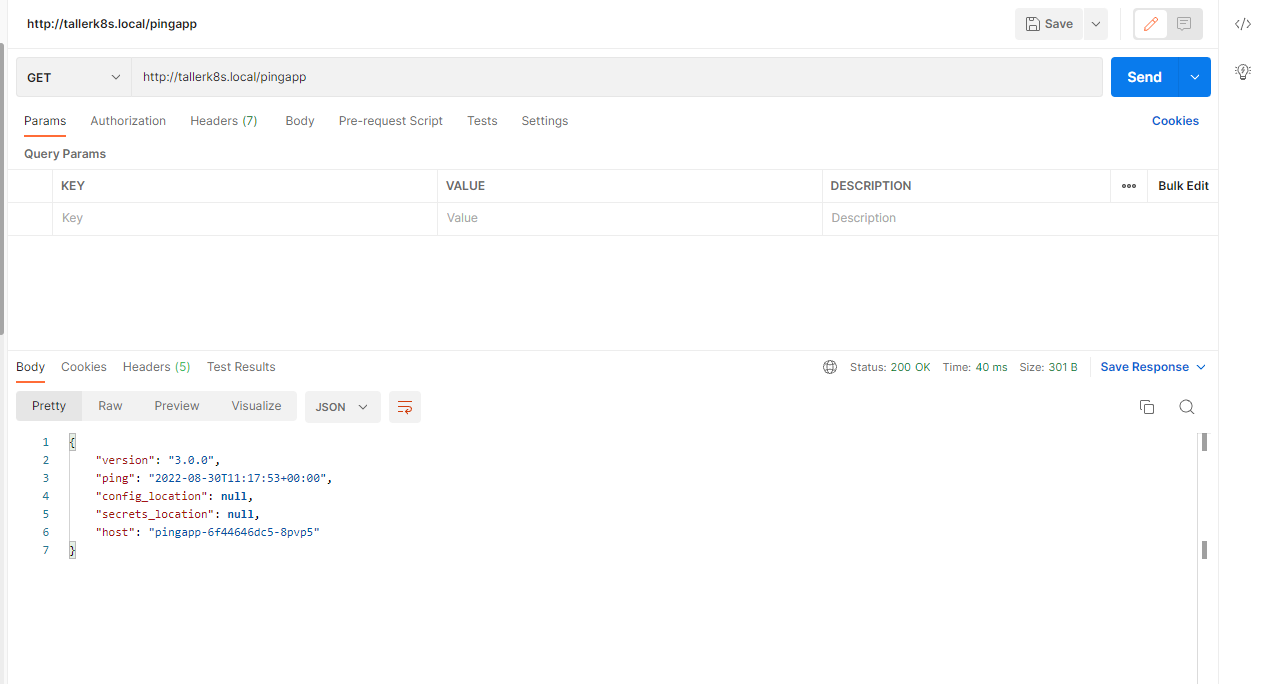 http://tallerk8s.local/pingapp
Save
GET
http://tallerk8s.local/pingapp
Send
Params Authorization Headers (7) Body Pre-request Script Tests Settings Cookies
Query Params
KEY VALUE DESCRIPTION Bulk Edit
Key Value Description
Body Cookies Headers (5) Test Results Status: 200 OK Time: 40 ms Size: 301 B Save Response
Pretty Raw Preview Visualize JSON
1 {
2 "version": "3.0.0",
3 "ping": "2022-08-30T11:17:53+00:00",
4 "config_location": null,
5 "secrets_location": null,
6 "host": "pingapp-6f44646dc5-8pvp5"
7 }